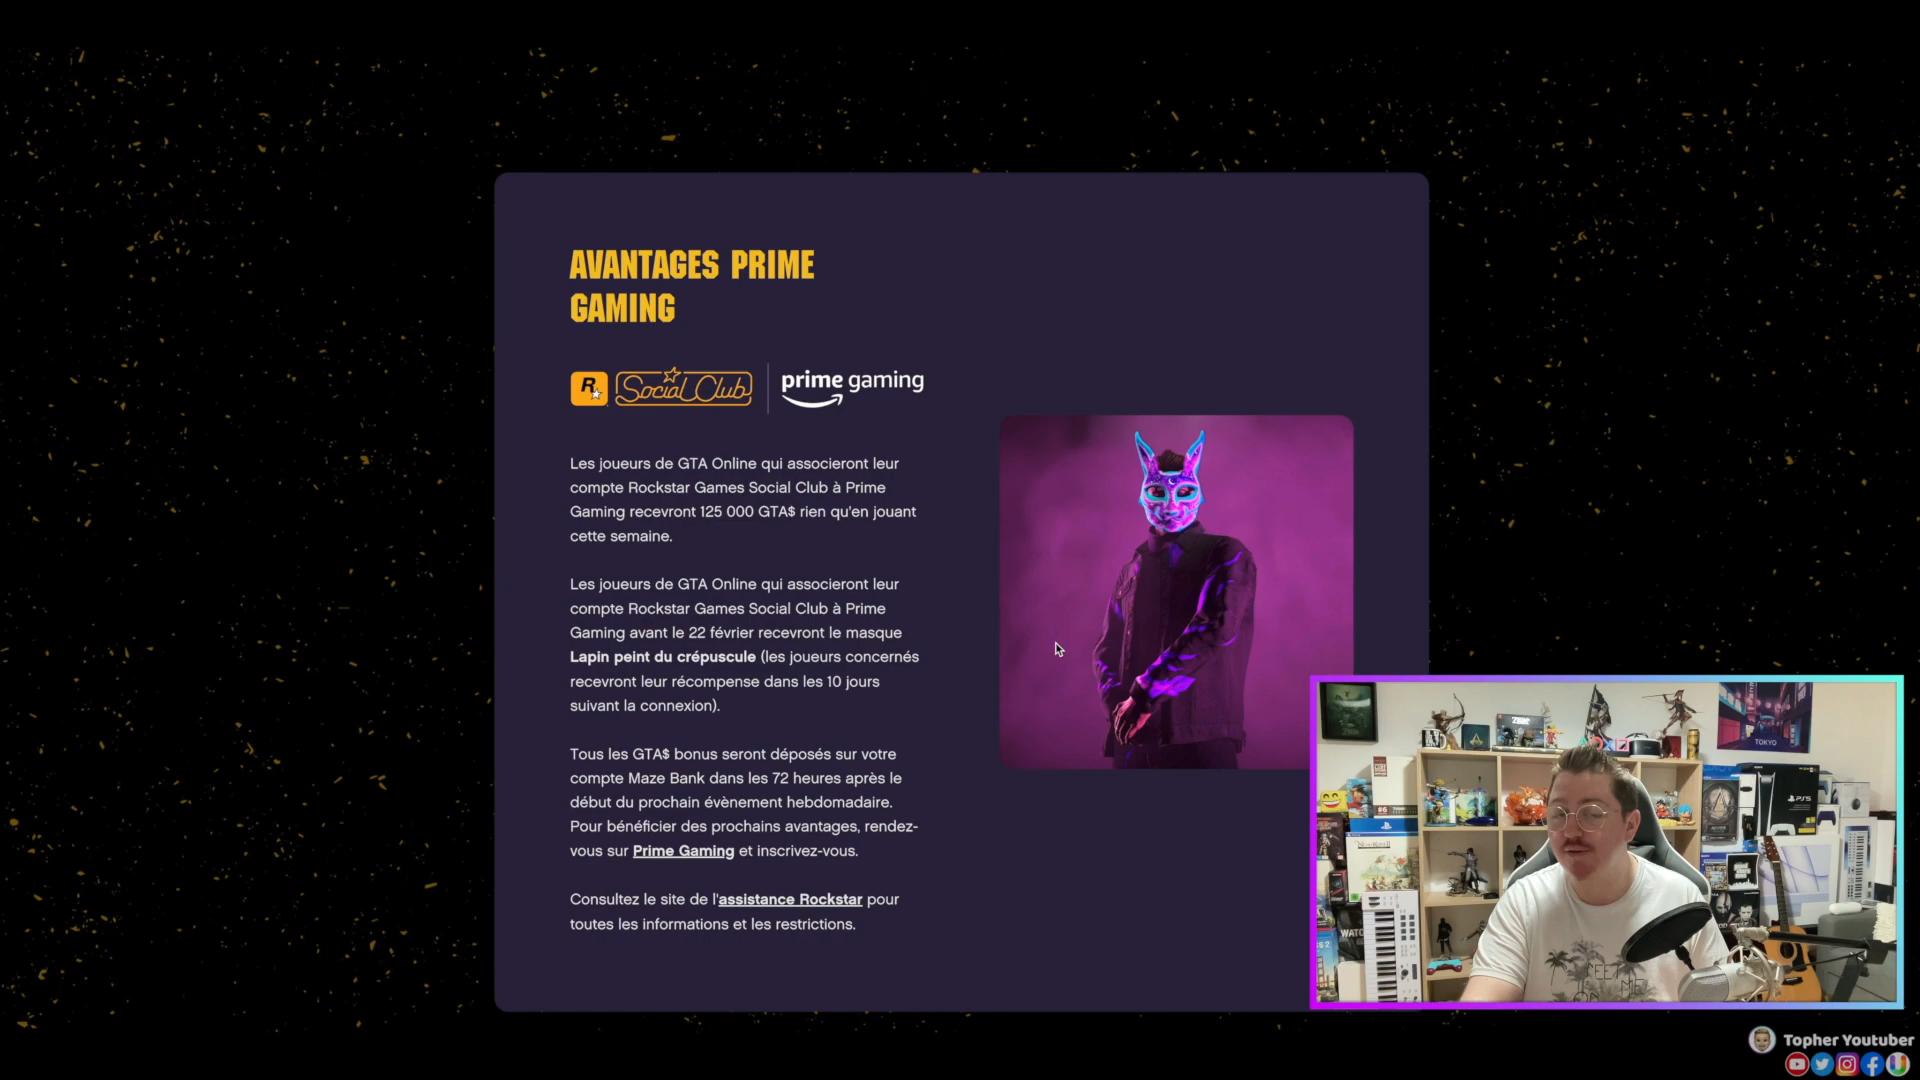 AVANTAGES PRIME
GAMING
R
Social Club
prime gaming
Les joueurs de GTA Online qui associeront leur
compte Rockstar Games Social Club à Prime
Gaming recevront 125 000 GTA$ rien qu'en jouant
cette semaine.
Les joueurs de GTA Online qui associeront leur
compte Rockstar Games Social Club à Prime
Gaming avant le 22 février recevront le masque
Lapin peint du crépuscule (les joueurs concernés
recevront leur récompense dans les 10 jours
suivant la connexion).
Tous les GTA$ bonus seront déposés sur votre
compte Maze Bank dans les 72 heures après le
début du prochain évènement hebdomadaire.
Pour bénéficier des prochains avantages, rendez-
vous sur Prime Gaming et inscrivez-vous.
Consultez le site de l'assistance Rockstar pour
toutes les informations et les restrictions.
TOKYO
PS5
#6
MEET ME
ON
Topher Youtuber